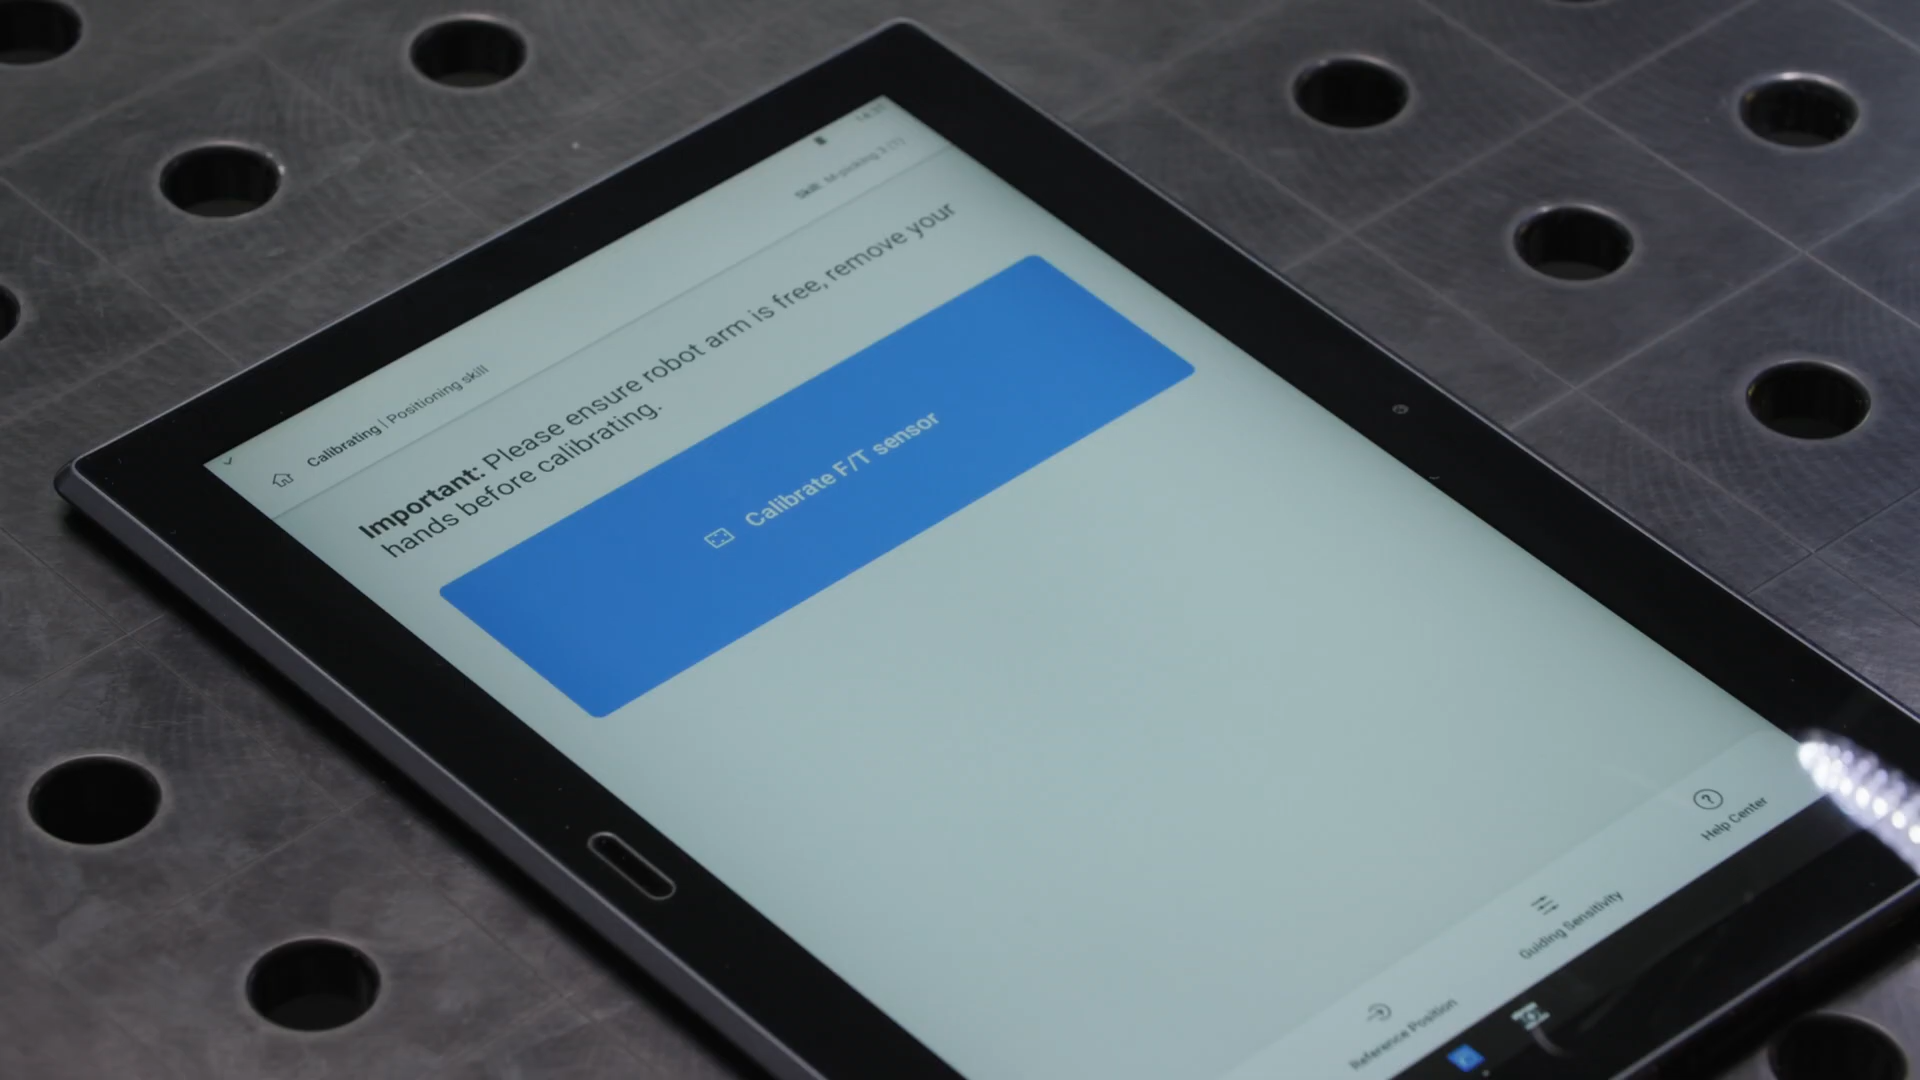 Calibrating | Positioning skill
Skill:
Important: Please ensure robot arm is free, remove your
hands before calibrating.
Calibrate F/T sensor
Reference Position
Guiding Sensitivity
Help Center